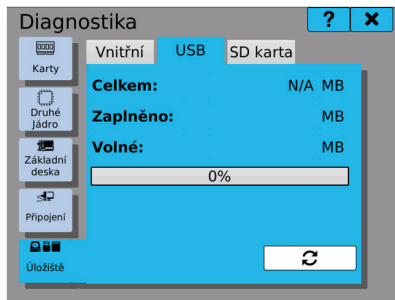 Diagnostika
? X
Vnitřní USB SD karta
Karty
Druhé
Jádro
Základní
deska
Připojení
Úložiště
Celkem: N/A MB
Zaplněno: MB
Volné: MB
0%